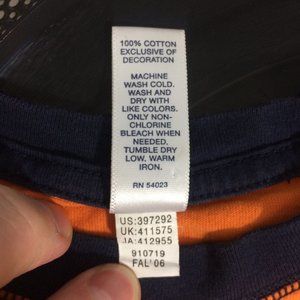 100% COTTON
EXCLUSIVE OF
DECORATION
MACHINE
WASH COLD.
WASH AND
DRY WITH
LIKE COLORS.
ONLY NON-
CHLORINE
BLEACH WHEN
NEEDED.
TUMBLE DRY
LOW. WARM
IRON.
RN 54023
US:397292
UK:411575
JA:412955
910719
FAL' 06